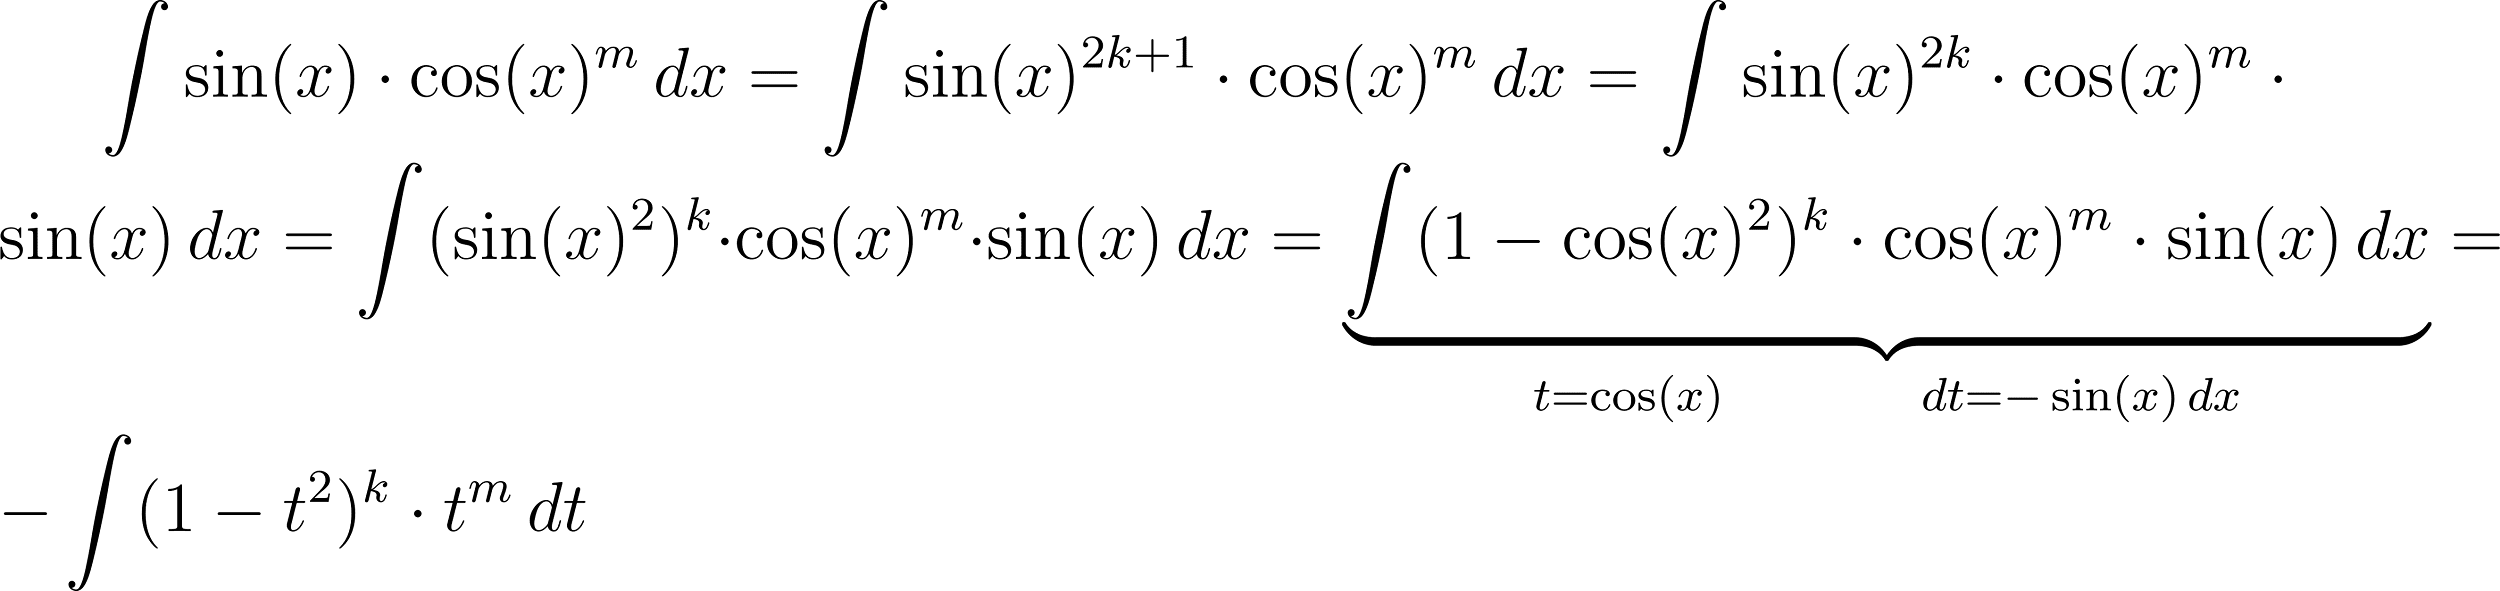 ∫ sin(x) · cos(x)^m dx = ∫ sin(x)^{2k+1} · cos(x)^m dx = ∫ sin(x)^{2k} · cos(x)^m ·
sin(x) dx = ∫ (sin(x)^2)^k · cos(x)^m · sin(x) dx = ∫ (1 − cos(x)^2)^k · cos(x)^m · sin(x) dx =
t=cos(x) dt=− sin(x) dx
− ∫ (1 − t^2)^k · t^m dt